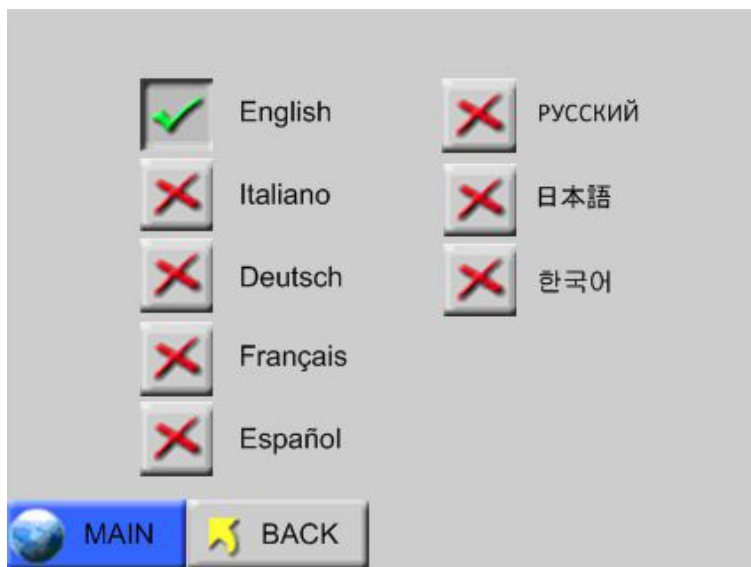 English
Italiano
Deutsch
Français
Español
РУССКИЙ
日本語
한국어
MAIN
BACK